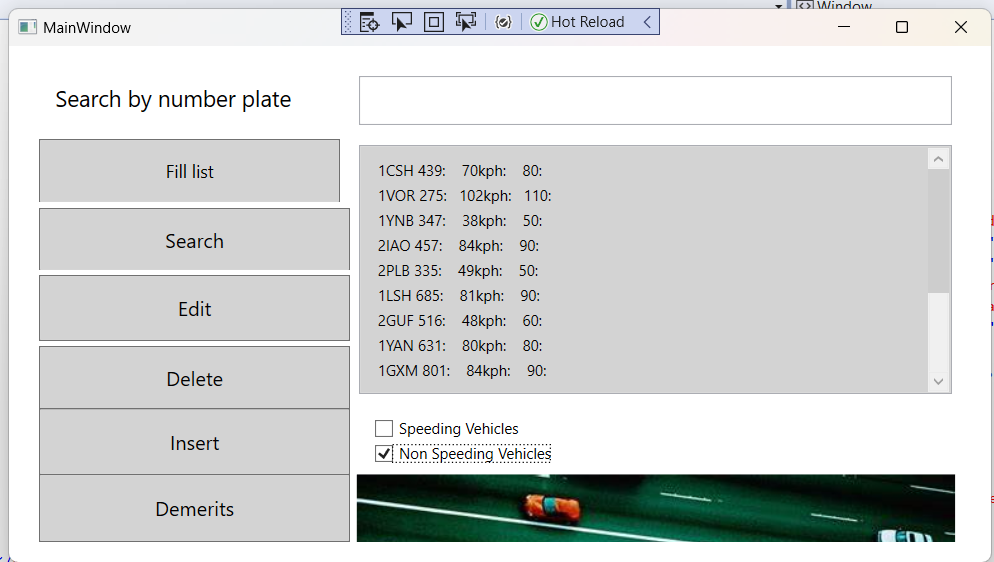 Window
MainWindow
Hot Reload
Search by number plate
Fill list
Search
Edit
Delete
Insert
Demerits
1CSH 439: 70kph: 80:
1VOR 275: 102kph: 110:
1YNB 347: 38kph: 50:
2IAO 457: 84kph: 90:
2PLB 335: 49kph: 50:
1LSH 685: 81kph: 90:
2GUF 516: 48kph: 60:
1YAN 631: 80kph: 80:
1GXM 801: 84kph: 90:
Speeding Vehicles
Non Speeding Vehicles